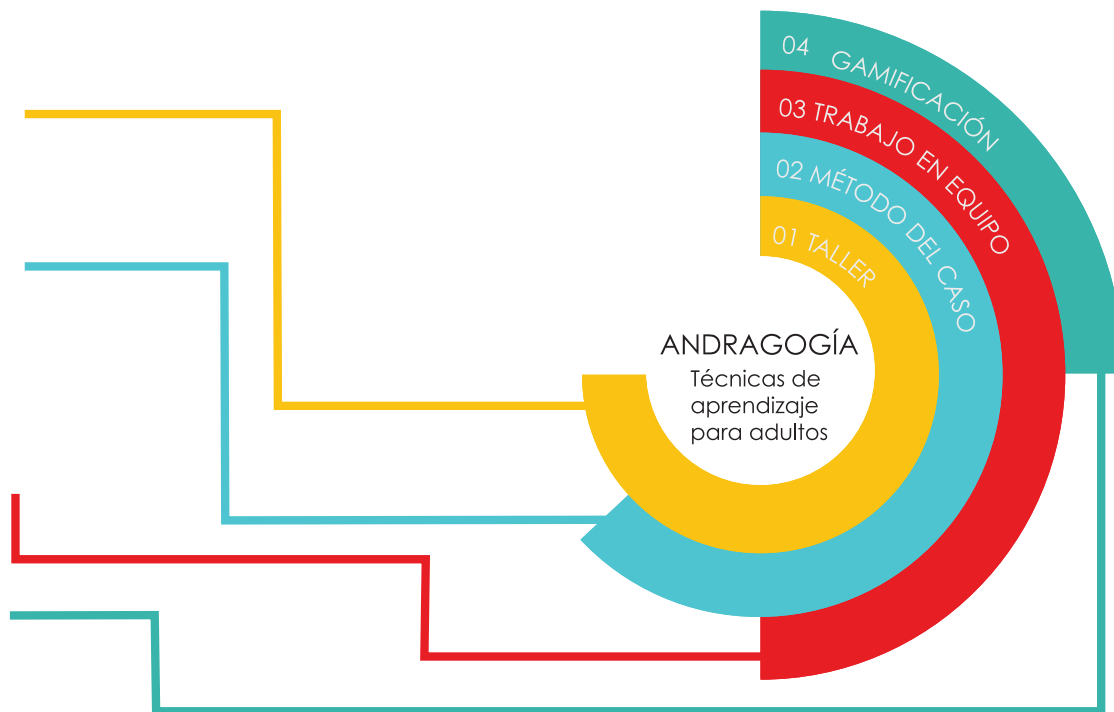 04 GAMIFICACIÓN
03 TRABAJO EN EQUIPO
02 MÉTODO DEL CASO
01 TALLER
ANDRAGOGÍA
Técnicas de
aprendizaje
para adultos